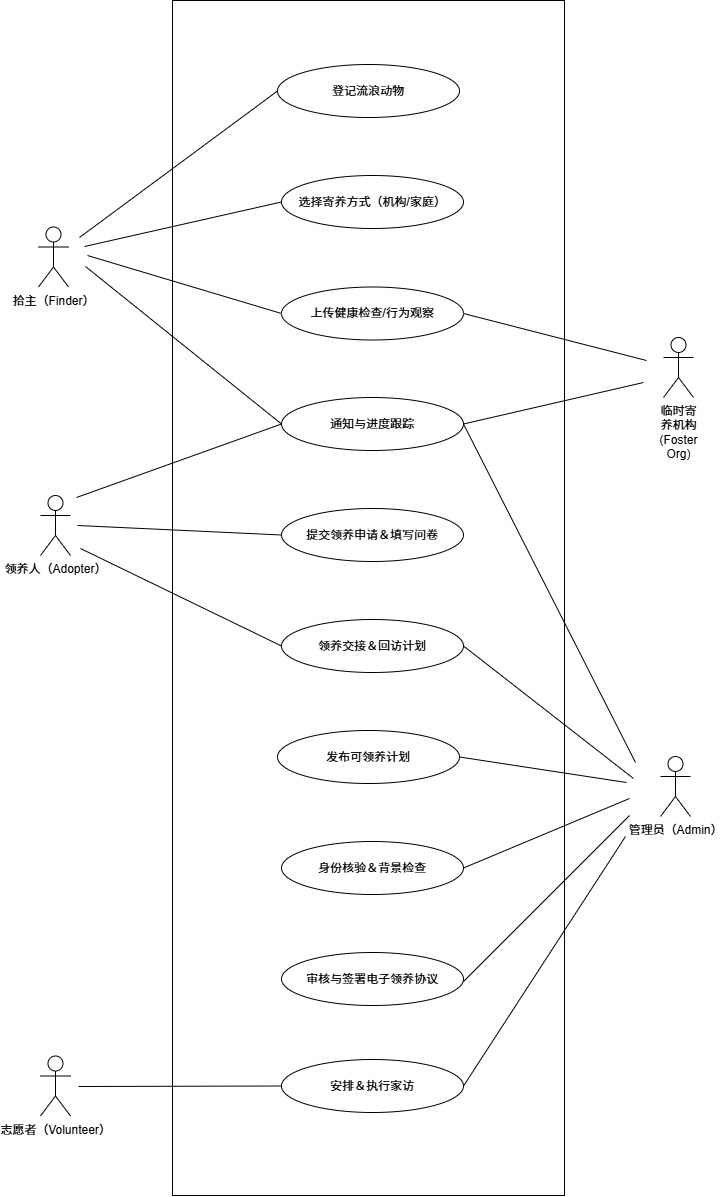 登记流浪动物
选择寄养方式（机构/家庭）
拾主（Finder）
上传健康检查/行为观察
通知与进度跟踪
临时寄
养机构
(Foster
Org)
提交领养申请＆填写问卷
领养人（Adopter）
领养交接＆回访计划
发布可领养计划
管理员（Admin）
身份核验＆背景检查
审核与签署电子领养协议
安排＆执行家访
志愿者（Volunteer）